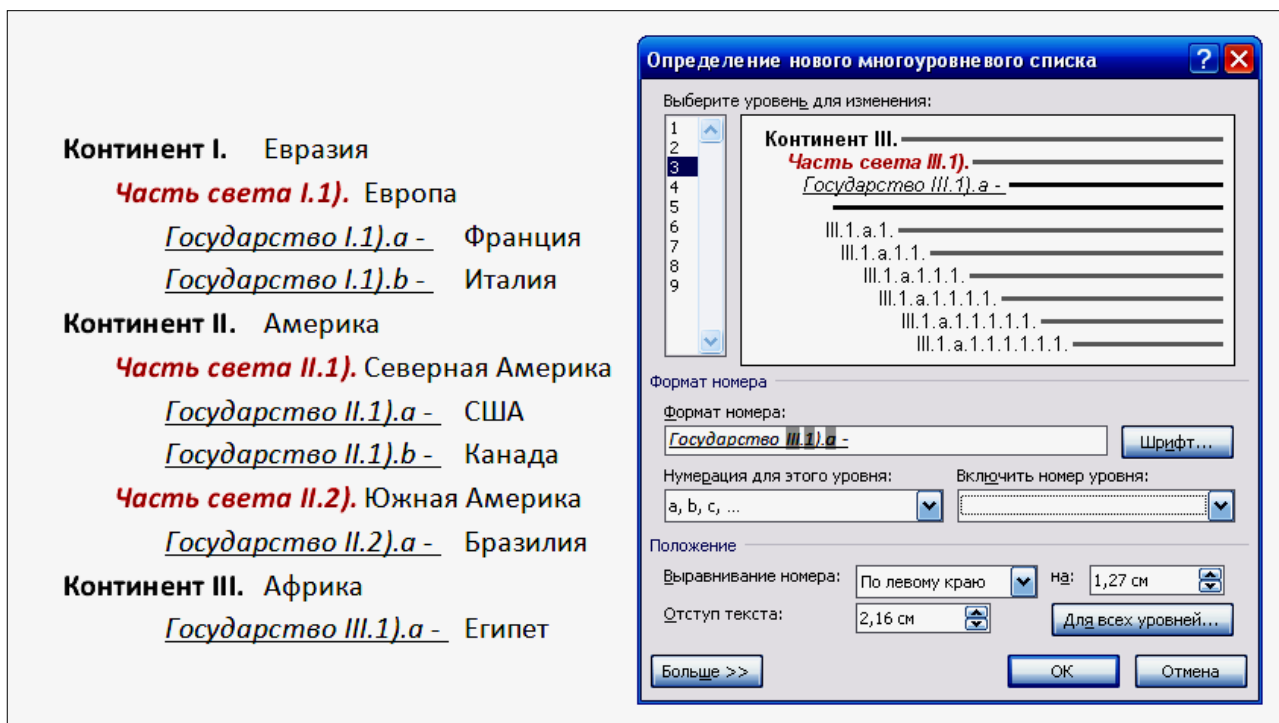 Континент I. Евразия
Часть света I.1). Европа
Государство I.1).a - Франция
Государство I.1).b - Италия
Континент II. Америка
Часть света II.1). Северная Америка
Государство II.1).a - США
Государство II.1).b - Канада
Часть света II.2). Южная Америка
Государство II.2).a - Бразилия
Континент III. Африка
Государство III.1).a - Египет
Определение нового многоуровневого списка
Выберите уровень для изменения:
1
2
3
4
5
6
7
8
9
Континент III.
Часть света III.1).
Государство III.1).a -
III.1.a.1.
III.1.a.1.1.
III.1.a.1.1.1.
III.1.a.1.1.1.1.
III.1.a.1.1.1.1.1.
III.1.a.1.1.1.1.1.1.
Формат номера
Формат номера:
Государство III.1).a -
Шрифт...
Нумерация для этого уровня: Включить номер уровня:
a, b, c, ...
Положение
Выравнивание номера: По левому краю на: 1,27 см
Отступ текста: 2,16 см Для всех уровней...
Больше >> ОК Отмена